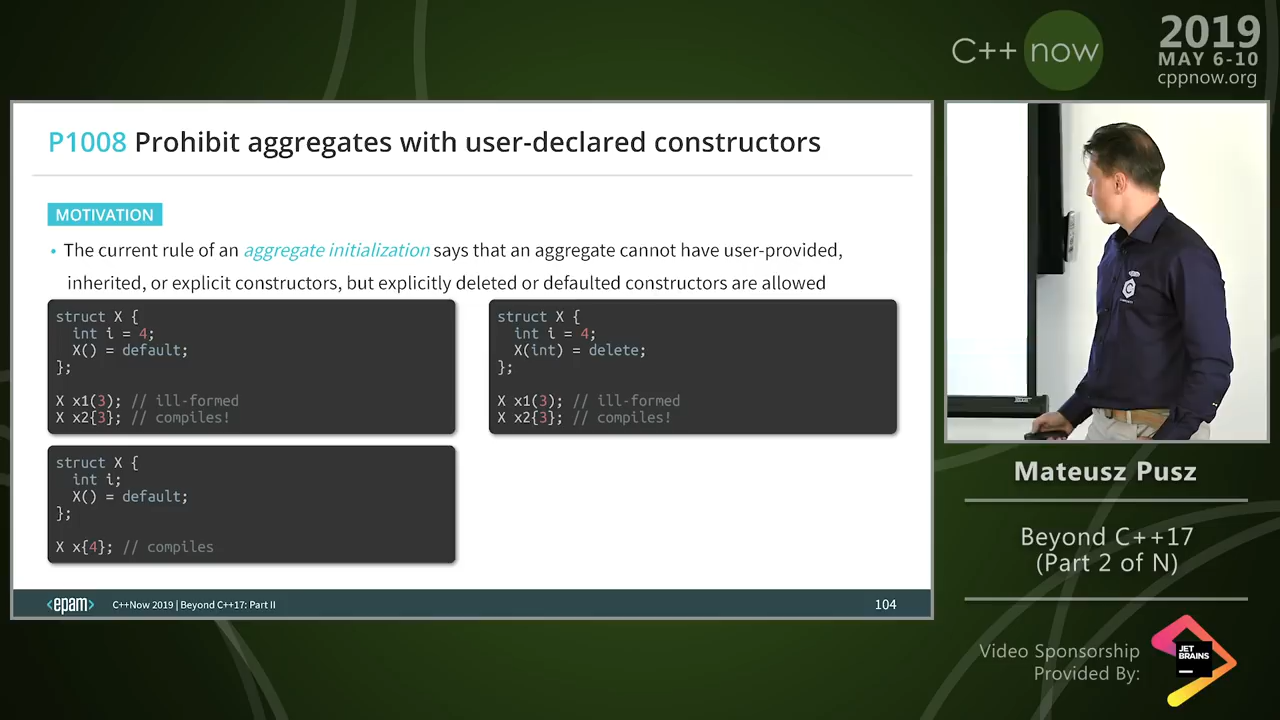 C++ now
2019
MAY 6-10
cppnow.org
P1008 Prohibit aggregates with user-declared constructors
MOTIVATION
• The current rule of an aggregate initialization says that an aggregate cannot have user-provided,
inherited, or explicit constructors, but explicitly deleted or defaulted constructors are allowed
struct X {
int i = 4;
X() = default;
};
X x1(3); // ill-formed
X x2{3}; // compiles!
struct X {
int i = 4;
X(int) = delete;
};
X x1(3); // ill-formed
X x2{3}; // compiles!
struct X {
int i;
X() = default;
};
X x{4}; // compiles
<epam> C++Now 2019 | Beyond C++17: Part II 104
Mateusz Pusz
Beyond C++17
(Part 2 of N)
Video Sponsorship
Provided By:
JET
BRAINS